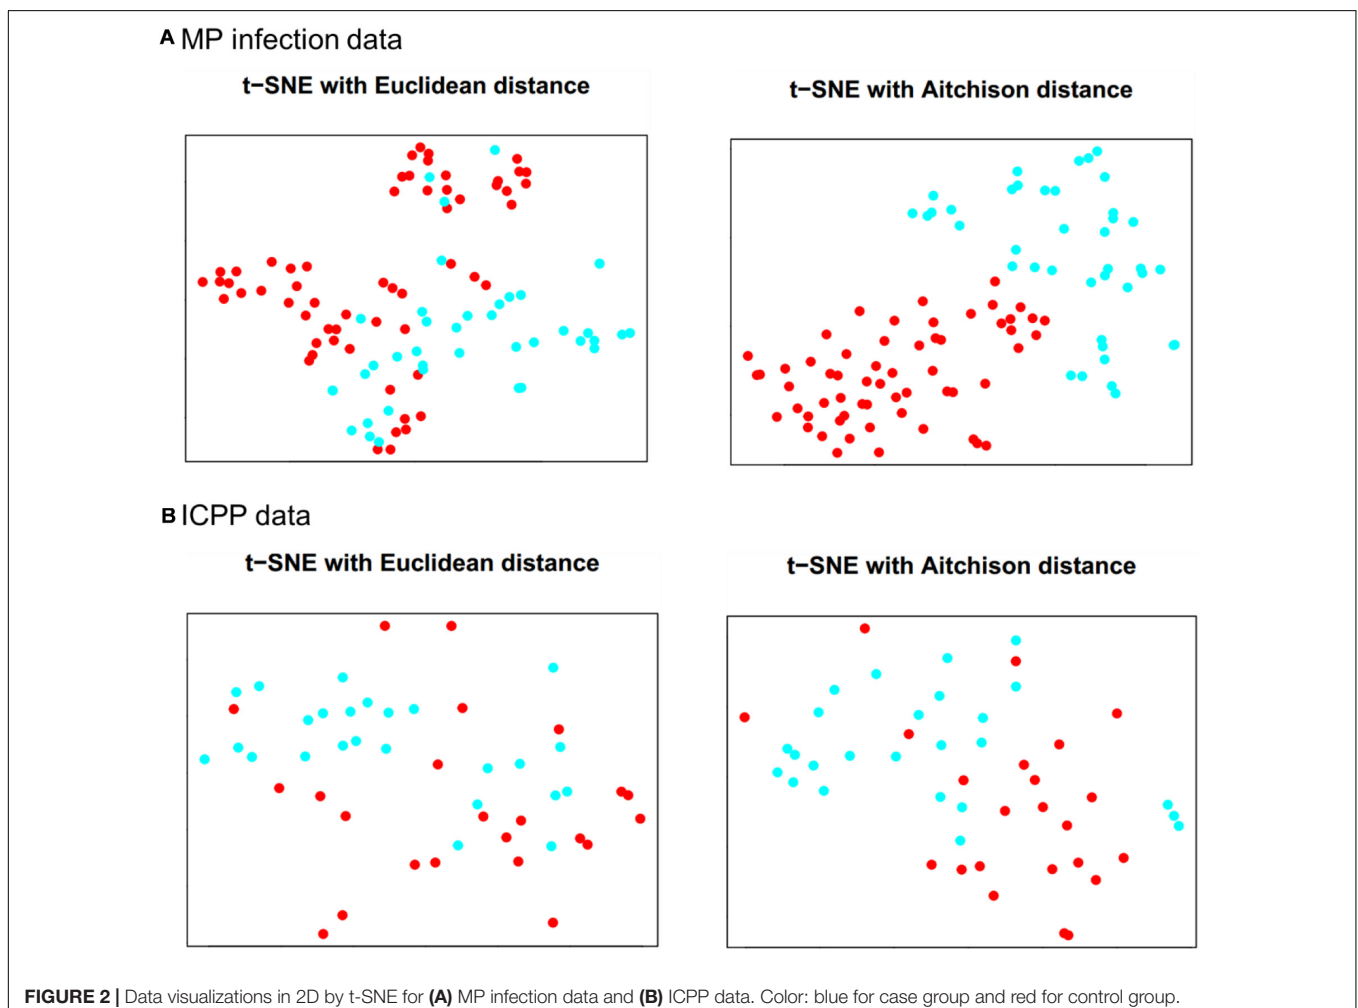 A MP infection data
t−SNE with Euclidean distance
t−SNE with Aitchison distance
B ICPP data
t−SNE with Euclidean distance
t−SNE with Aitchison distance
FIGURE 2 | Data visualizations in 2D by t-SNE for (A) MP infection data and (B) ICPP data. Color: blue for case group and red for control group.